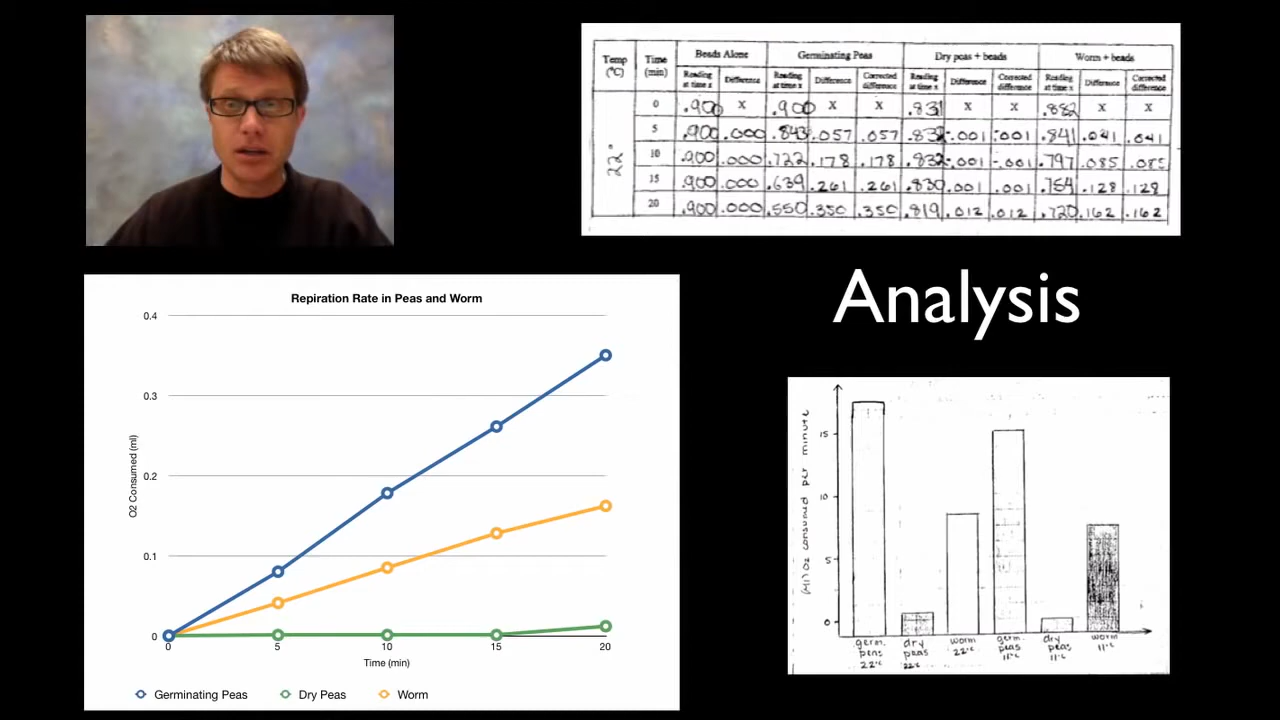 Temp (°C) Time (min) Beads Alone Germinating Peas Dry peas + beads Worm + beads
Reading at time x Difference Reading at time x Difference Corrected difference Reading at time x Difference Corrected difference Reading at time x Difference Corrected difference
0 .900 x .900 x x .831 x x .882 x x
5 .900 .000 .843 .057 .057 .832 -.001 -.001 .841 .041 .041
22° 10 .900 .000 .722 .178 .178 .832 -.001 -.001 .797 .085 .085
15 .900 .000 .639 .261 .261 .830 .001 .001 .754 .128 .128
20 .900 .000 .550 .350 .350 .819 .012 .012 .720 .162 .162
Analysis
Repiration Rate in Peas and Worm
0.4
0.3
0.2
0.1
0
O2 Consumed (ml)
0 5 10 15 20
Time (min)
Germinating Peas Dry Peas Worm
(ml) O2 consumed per minute
15
10
5
0
germ. peas 22°C
dry peas 22°C
worm 22°C
germ. peas 11°C
dry peas 11°C
worm 11°C